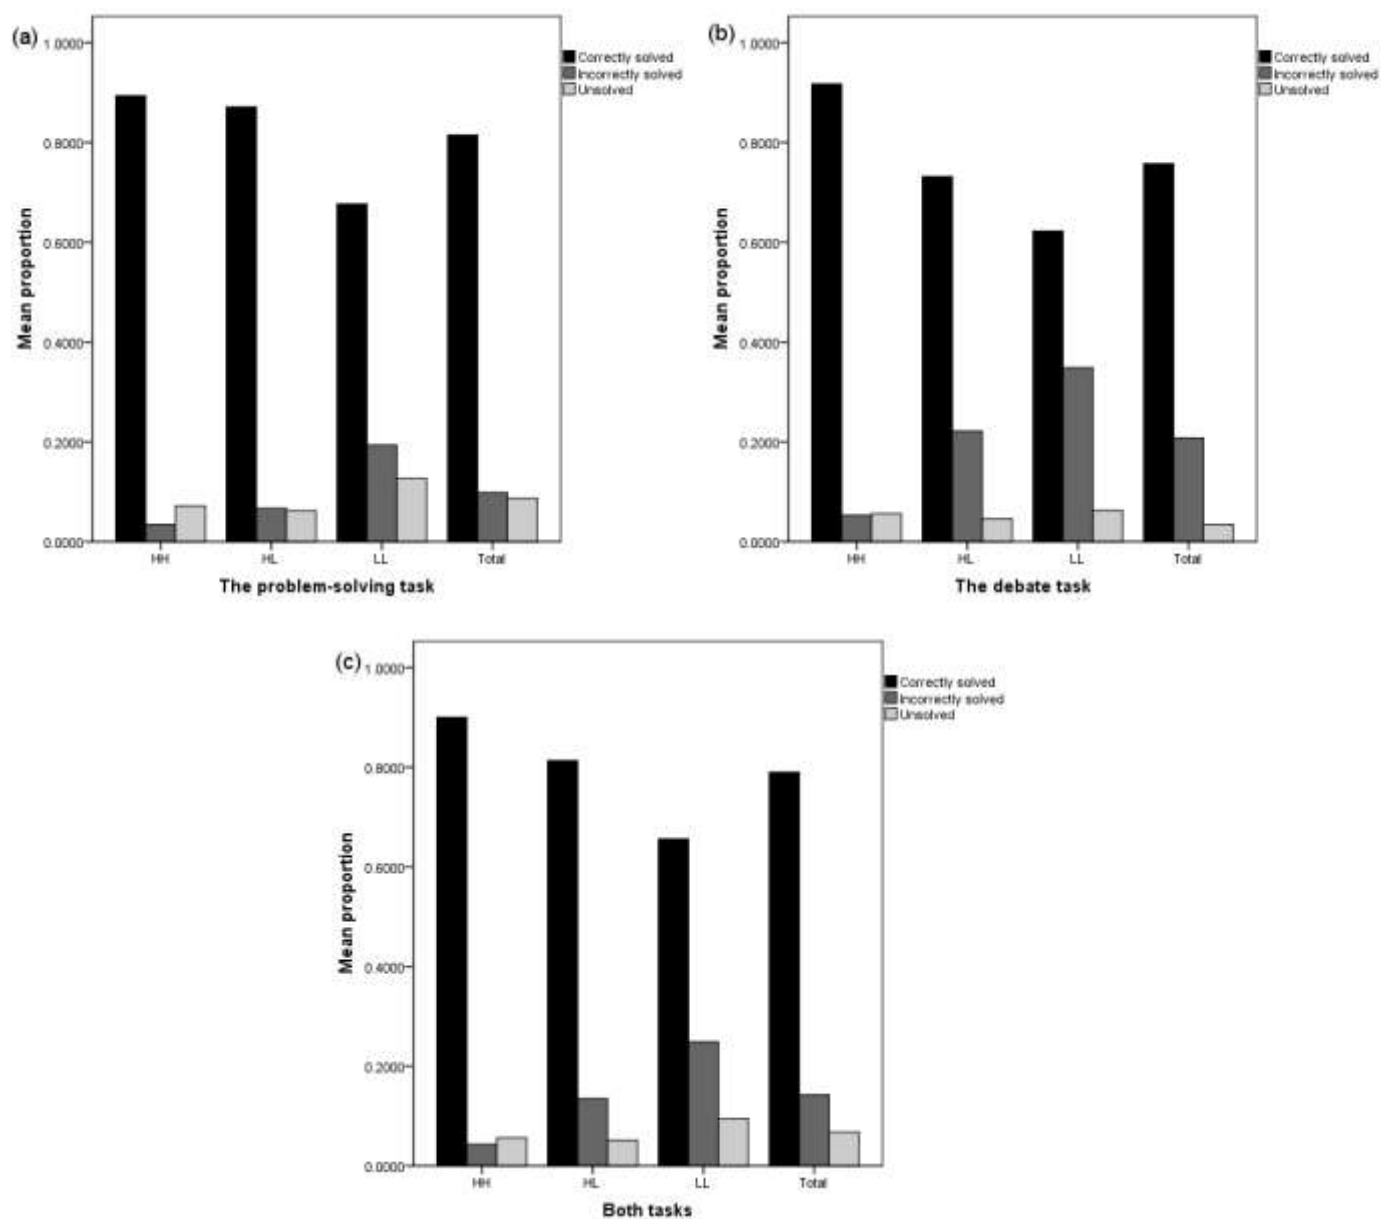 (a)
1.0000
0.8000
0.6000
0.4000
0.2000
0.0000
Mean proportion
HH HL LL Total
The problem-solving task
Correctly solved
Incorrectly solved
Unsolved
(b)
1.0000
0.8000
0.6000
0.4000
0.2000
0.0000
Mean proportion
HH HL LL Total
The debate task
Correctly solved
Incorrectly solved
Unsolved
(c)
1.0000
0.8000
0.6000
0.4000
0.2000
0.0000
Mean proportion
HH HL LL Total
Both tasks
Correctly solved
Incorrectly solved
Unsolved